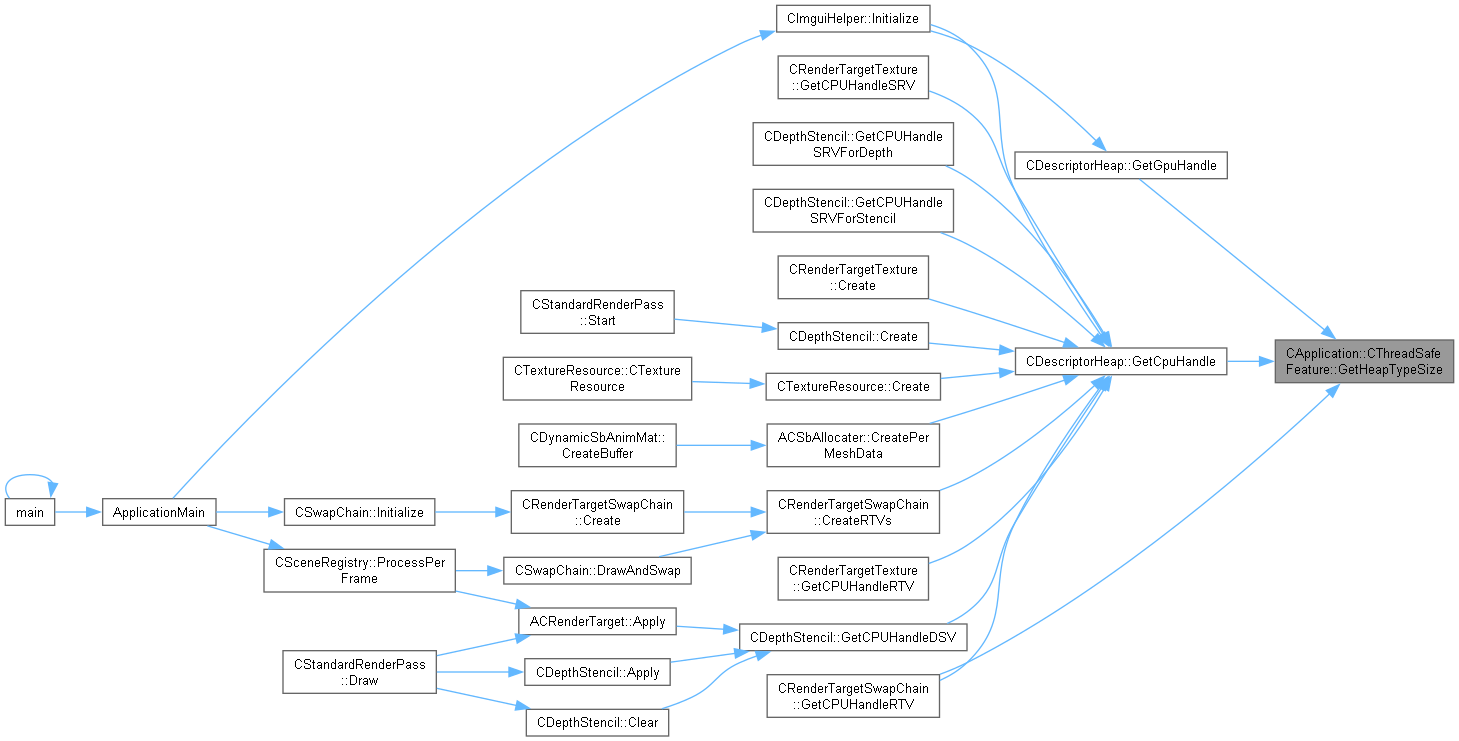 CImguiHelper::Initialize
CRenderTargetTexture
::GetCPUHandleSRV
CDepthStencil::GetCPUHandle
SRVForDepth
CDescriptorHeap::GetGpuHandle
CDepthStencil::GetCPUHandle
SRVForStencil
CRenderTargetTexture
::Create
CStandardRenderPass
::Start
CDepthStencil::Create
CDescriptorHeap::GetCpuHandle
CApplication::CThreadSafe
Feature::GetHeapTypeSize
CTextureResource::CTexture
Resource
CTextureResource::Create
CDynamicSbAnimMat::
CreateBuffer
ACSbAllocater::CreatePer
MeshData
main
ApplicationMain
CSwapChain::Initialize
CRenderTargetSwapChain
::Create
CRenderTargetSwapChain
::CreateRTVs
CSceneRegistry::ProcessPer
Frame
CSwapChain::DrawAndSwap
CRenderTargetTexture
::GetCPUHandleRTV
ACRenderTarget::Apply
CDepthStencil::GetCPUHandleDSV
CStandardRenderPass
::Draw
CDepthStencil::Apply
CRenderTargetSwapChain
::GetCPUHandleRTV
CDepthStencil::Clear